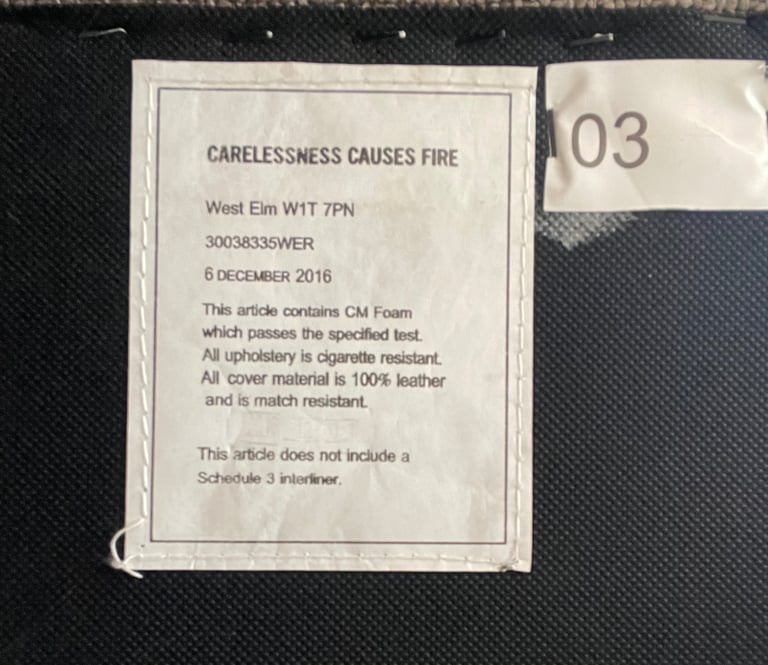 CARELESSNESS CAUSES FIRE
West Elm W1T 7PN
30038335WER
6 DECEMBER 2016
This article contains CM Foam
which passes the specified test.
All upholstery is cigarette resistant.
All cover material is 100% leather
and is match resistant.
This article does not include a
Schedule 3 interliner.
03